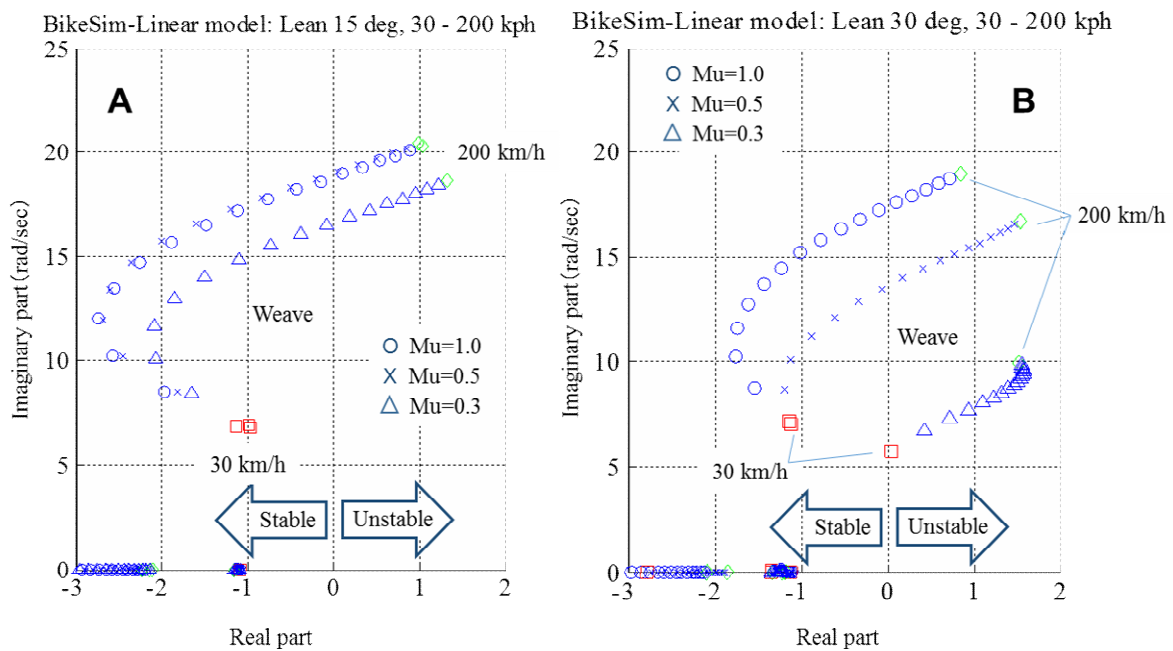 BikeSim-Linear model: Lean 15 deg, 30 - 200 kph
25
20
15
10
5
0
-3
-2
-1
0
1
2
Imaginary part(rad/sec)
Real part
A
200 km/h
Weave
Mu=1.0
Mu=0.5
Mu=0.3
30 km/h
Stable
Unstable
BikeSim-Linear model: Lean 30 deg, 30 - 200 kph
25
20
15
10
5
0
-3
-2
-1
0
1
2
Imaginary part(rad/sec)
Real part
Mu=1.0
Mu=0.5
Mu=0.3
B
200 km/h
Weave
30 km/h
Stable
Unstable